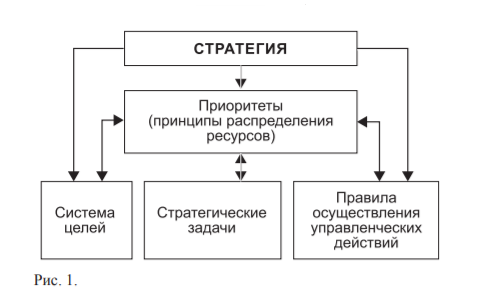 СТРАТЕГИЯ
Приоритеты
(принципы распределения
ресурсов)
Система
целей
Стратегические
задачи
Правила
осуществления
управленческих
действий
Рис. 1.